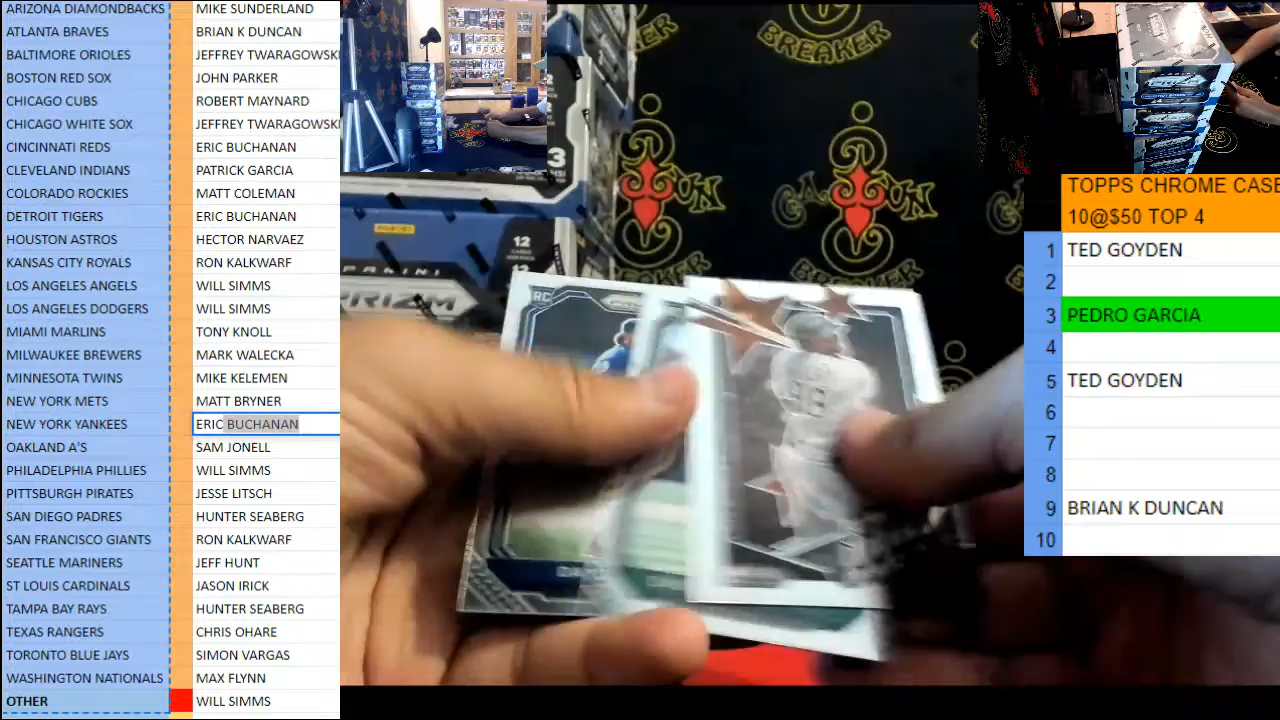 ARIZONA DIAMONDBACKS MIKE SUNDERLAND
ATLANTA BRAVES BRIAN K DUNCAN
BALTIMORE ORIOLES JEFFREY TWARAGOWSKI
BOSTON RED SOX JOHN PARKER
CHICAGO CUBS ROBERT MAYNARD
CHICAGO WHITE SOX JEFFREY TWARAGOWSKI
CINCINNATI REDS ERIC BUCHANAN
CLEVELAND INDIANS PATRICK GARCIA
COLORADO ROCKIES MATT COLEMAN
DETROIT TIGERS ERIC BUCHANAN
HOUSTON ASTROS HECTOR NARVAEZ
KANSAS CITY ROYALS RON KALKWARF
LOS ANGELES ANGELS WILL SIMMS
LOS ANGELES DODGERS WILL SIMMS
MIAMI MARLINS TONY KNOLL
MILWAUKEE BREWERS MARK WALECKA
MINNESOTA TWINS MIKE KELEMEN
NEW YORK METS MATT BRYNER
NEW YORK YANKEES ERIC BUCHANAN
OAKLAND A'S SAM JONELL
PHILADELPHIA PHILLIES WILL SIMMS
PITTSBURGH PIRATES JESSE LITSCH
SAN DIEGO PADRES HUNTER SEABERG
SAN FRANCISCO GIANTS RON KALKWARF
SEATTLE MARINERS JEFF HUNT
ST LOUIS CARDINALS JASON IRICK
TAMPA BAY RAYS HUNTER SEABERG
TEXAS RANGERS CHRIS OHARE
TORONTO BLUE JAYS SIMON VARGAS
WASHINGTON NATIONALS MAX FLYNN
OTHER WILL SIMMS
BREAKER
3
12
PANINI
PRIZM
RC
99
TOPPS CHROME CASE
10@$50 TOP 4
1 TED GOYDEN
2
3 PEDRO GARCIA
4
5 TED GOYDEN
6
7
8
9 BRIAN K DUNCAN
10